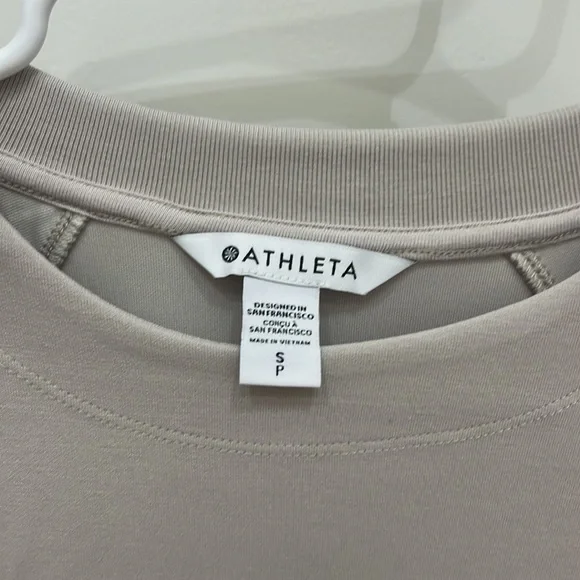 ATHLETA
DESIGNED IN
SAN FRANCISCO
CONÇU À
SAN FRANCISCO
MADE IN VIETNAM
S
P